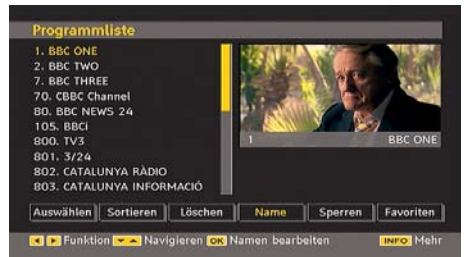 Programmliste
1. BBC ONE
2. BBC TWO
7. BBC THREE
70. CBBC Channel
80. BBC NEWS 24
105. BBCi
800. TV3
801. 3/24
802. CATALUNYA RÀDIO
803. CATALUNYA INFORMACIÓ
1 BBC ONE
Auswählen Sortieren Löschen Name Sperren Favoriten
Funktion Navigieren OK Namen bearbeiten INFO Mehr